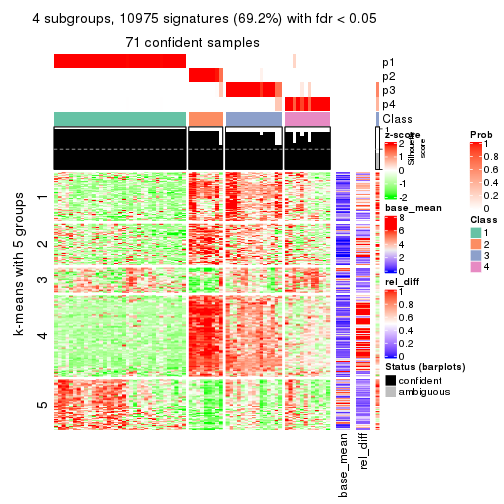 4 subgroups, 10975 signatures (69.2%) with fdr < 0.05
71 confident samples
p1
p2
p3
p4
Class
1
Silhouette
score
k-means with 5 groups
1
2
3
4
5
base_mean
rel_diff
z-score
2
1
0
-1
-2
base_mean
8
6
4
2
0
rel_diff
1
0.8
0.6
0.4
0.2
0
Status (barplots)
confident
ambiguous
Prob
1
0.8
0.6
0.4
0.2
0
Class
1
2
3
4